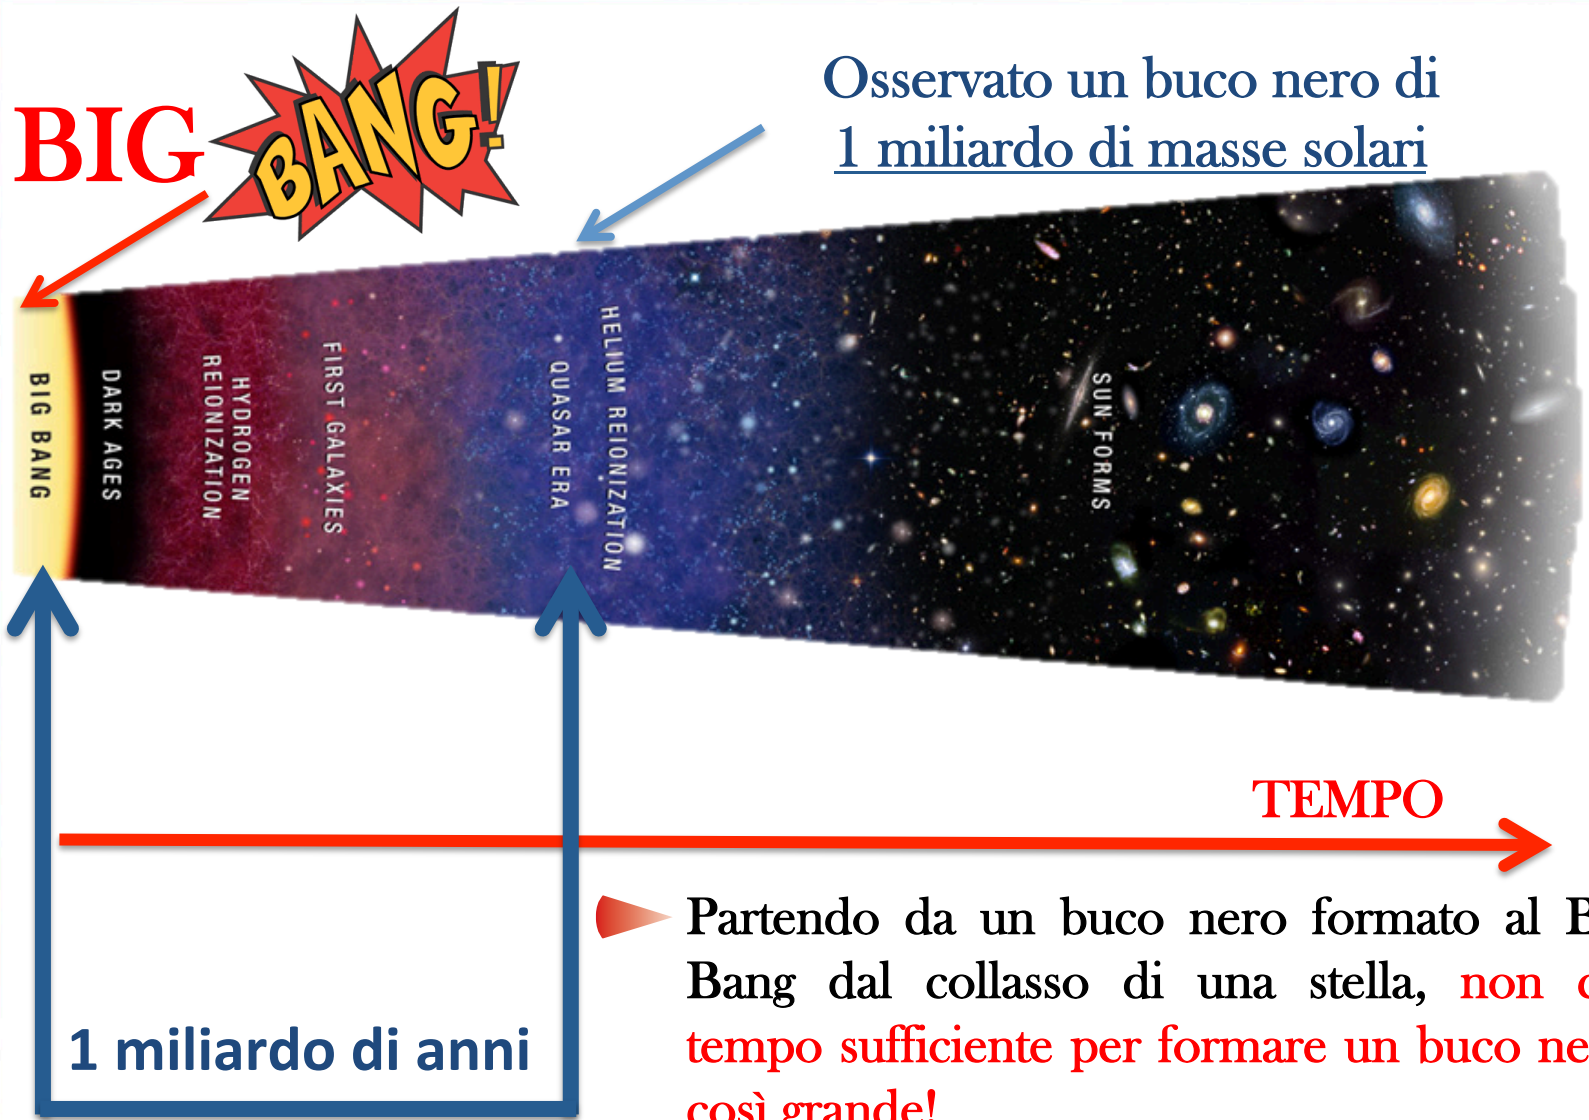 BIG BANG!
Osservato un buco nero di
1 miliardo di masse solari
BIG BANG
DARK AGES
HYDROGEN
REIONIZATION
FIRST GALAXIES
QUASAR ERA
HELIUM REIONIZATION
SUN FORMS
TEMPO
1 miliardo di anni
Partendo da un buco nero formato al
Bang dal collasso di una stella, non
tempo sufficiente per formare un buco
così grande!